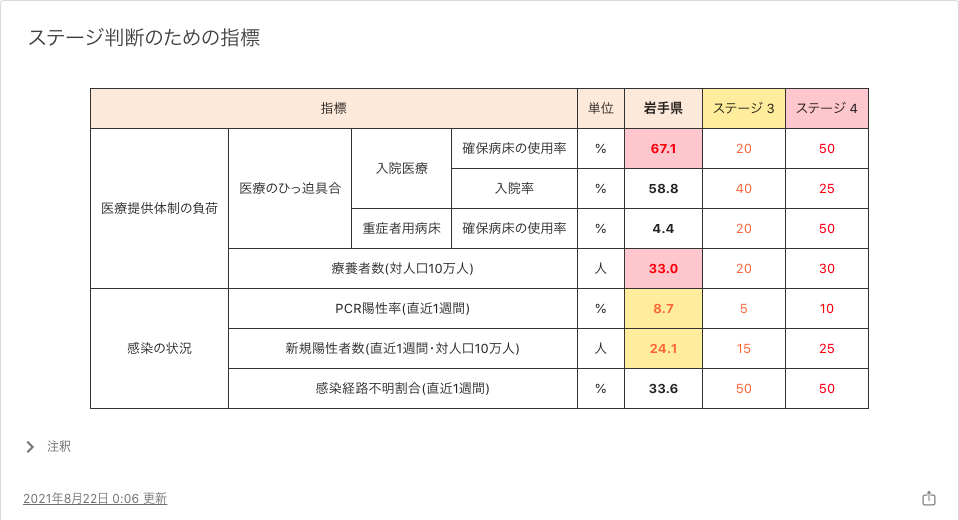 ステージ判断のための指標
指標 単位 岩手県 ステージ 3 ステージ 4
医療提供体制の負荷 医療のひっ迫具合 入院医療 確保病床の使用率 % 67.1 20 50
入院率 % 58.8 40 25
重症者用病床 確保病床の使用率 % 4.4 20 50
療養者数(対人口10万人) 人 33.0 20 30
感染の状況 PCR陽性率(直近1週間) % 8.7 5 10
新規陽性者数(直近1週間・対人口10万人) 人 24.1 15 25
感染経路不明割合(直近1週間) % 33.6 50 50
注釈
2021年8月22日 0:06 更新